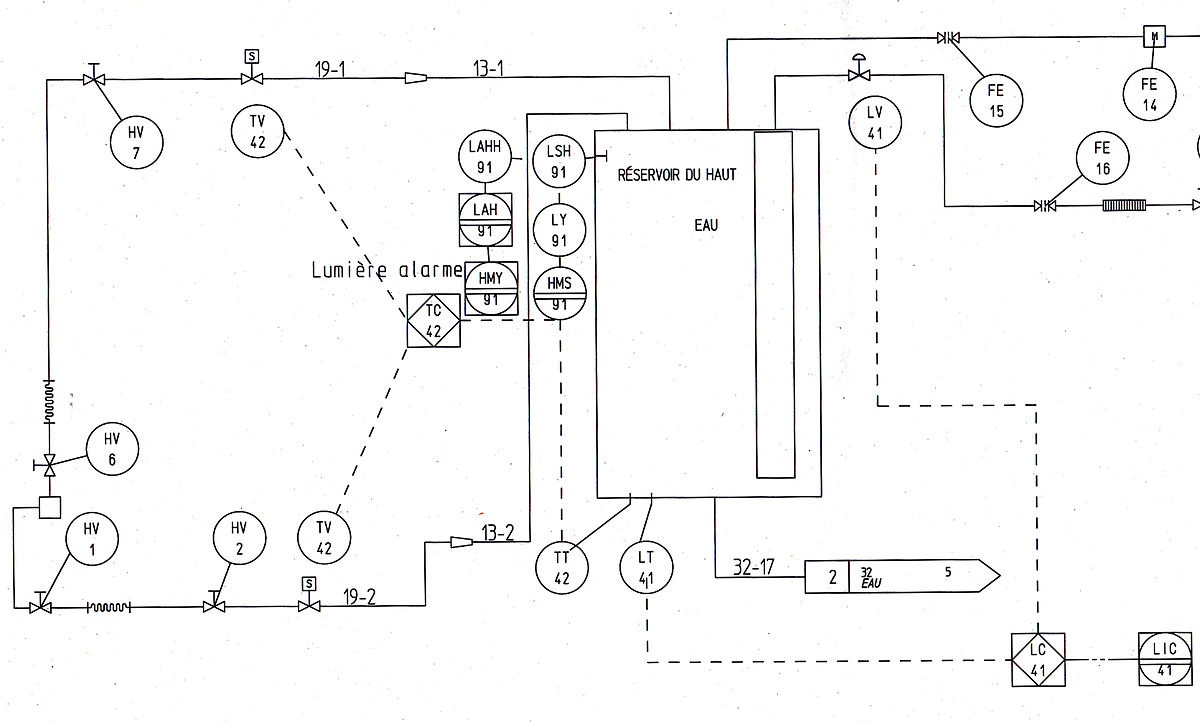 S
19-1
13-1
M
HV
7
TV
42
LAHH
91
LSH
91
LV
41
FE
15
FE
14
FE
16
RÉSERVOIR DU HAUT
EAU
LAH
91
LY
91
Lumière alarme
HMY
91
HMS
91
TC
42
HV
6
HV
1
HV
2
TV
42
S
19-2
13-2
TT
42
LT
41
32-17
2
32
EAU
5
LC
41
LIC
41